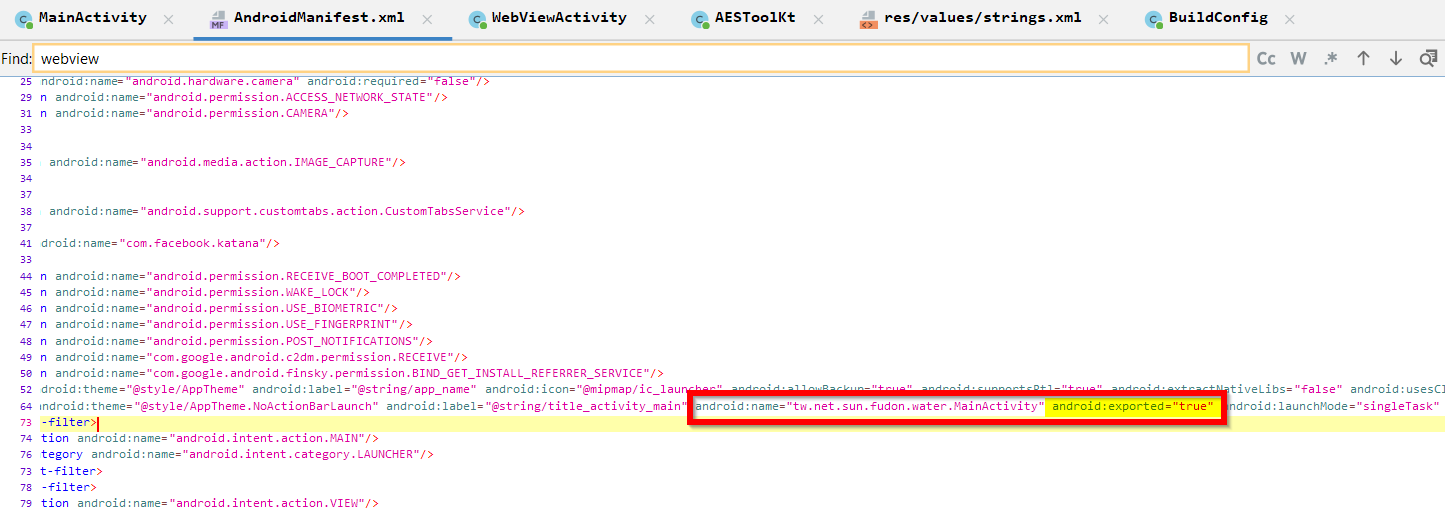 MainActivity AndroidManifest.xml WebViewActivity AESToolKt res/values/strings.xml BuildConfig
Find: webview Cc W .*
25 ndroid:name="android.hardware.camera" android:required="false"/>
29 n android:name="android.permission.ACCESS_NETWORK_STATE"/>
31 n android:name="android.permission.CAMERA"/>
33
34
35 android:name="android.media.action.IMAGE_CAPTURE"/>
34
37
38 android:name="android.support.customtabs.action.CustomTabsService"/>
37
41 droid:name="com.facebook.katana"/>
33
44 n android:name="android.permission.RECEIVE_BOOT_COMPLETED"/>
45 n android:name="android.permission.WAKE_LOCK"/>
46 n android:name="android.permission.USE_BIOMETRIC"/>
47 n android:name="android.permission.USE_FINGERPRINT"/>
48 n android:name="android.permission.POST_NOTIFICATIONS"/>
49 n android:name="com.google.android.c2dm.permission.RECEIVE"/>
50 n android:name="com.google.android.finsky.permission.BIND_GET_INSTALL_REFERRER_SERVICE"/>
52 droid:theme="@style/AppTheme" android:label="@string/app_name" android:icon="@mipmap/ic_launcher" android:allowBackup="true" android:supportsRtl="true" android:extractNativeLibs="false" android:usesCl
64 android:theme="@style/AppTheme.NoActionBarLaunch" android:label="@string/title_activity_main" android:name="tw.net.sun.fudon.water.MainActivity" android:exported="true" android:launchMode="singleTask"
73 -filter>
74 tion android:name="android.intent.action.MAIN"/>
76 tegory android:name="android.intent.category.LAUNCHER"/>
73 t-filter>
78 -filter>
79 tion android:name="android.intent.action.VIEW"/>